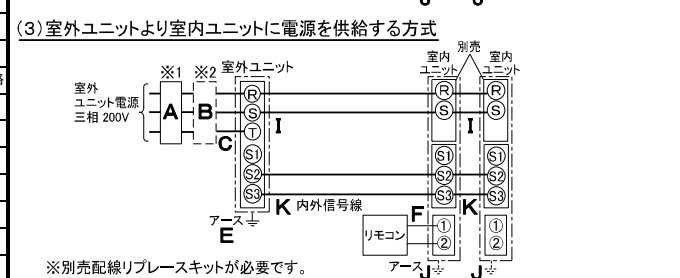 (3)室外ユニットより室内ユニットに電源を供給する方式
別売
※1 ※2 室外ユニット
室内ユニット
室内ユニット
室外ユニット電源 三相 200V
A
B
C
R
S
T
S1
S2
S3
I
R
S
S1
S2
S3
I
R
S
S1
S2
S3
K 内外信号線
K
アース
E
F
リモコン
①
②
①
②
アース
J
J
※別売配線リプレースキットが必要です。